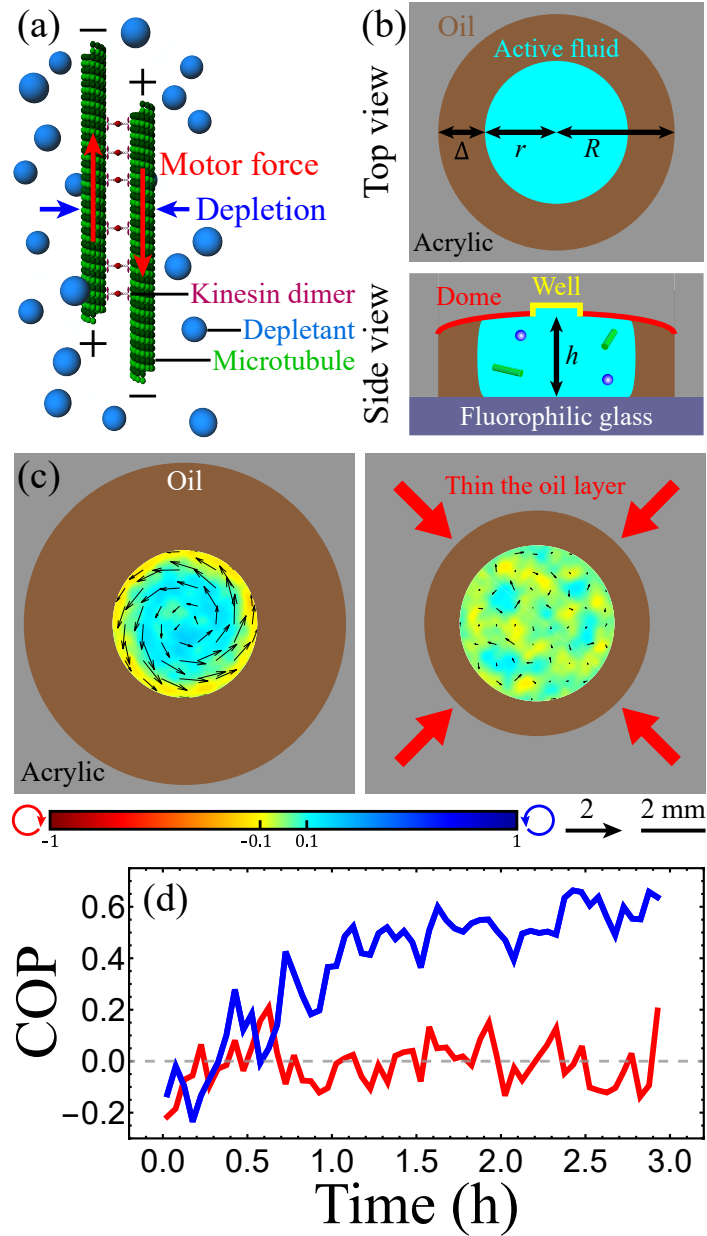 (a)
−
+
Motor force
Depletion
Kinesin dimer
Depletant
Microtubule
+
−
(b)
Top view
Oil
Active fluid
Δ
r
R
Acrylic
Side view
Well
Dome
h
Fluorophilic glass
(c)
Oil
Acrylic
Thin the oil layer
-1
-0.1
0.1
1
2
2 mm
(d)
COP
0.6
0.4
0.2
0.0
−0.2
0.0 0.5 1.0 1.5 2.0 2.5 3.0
Time (h)